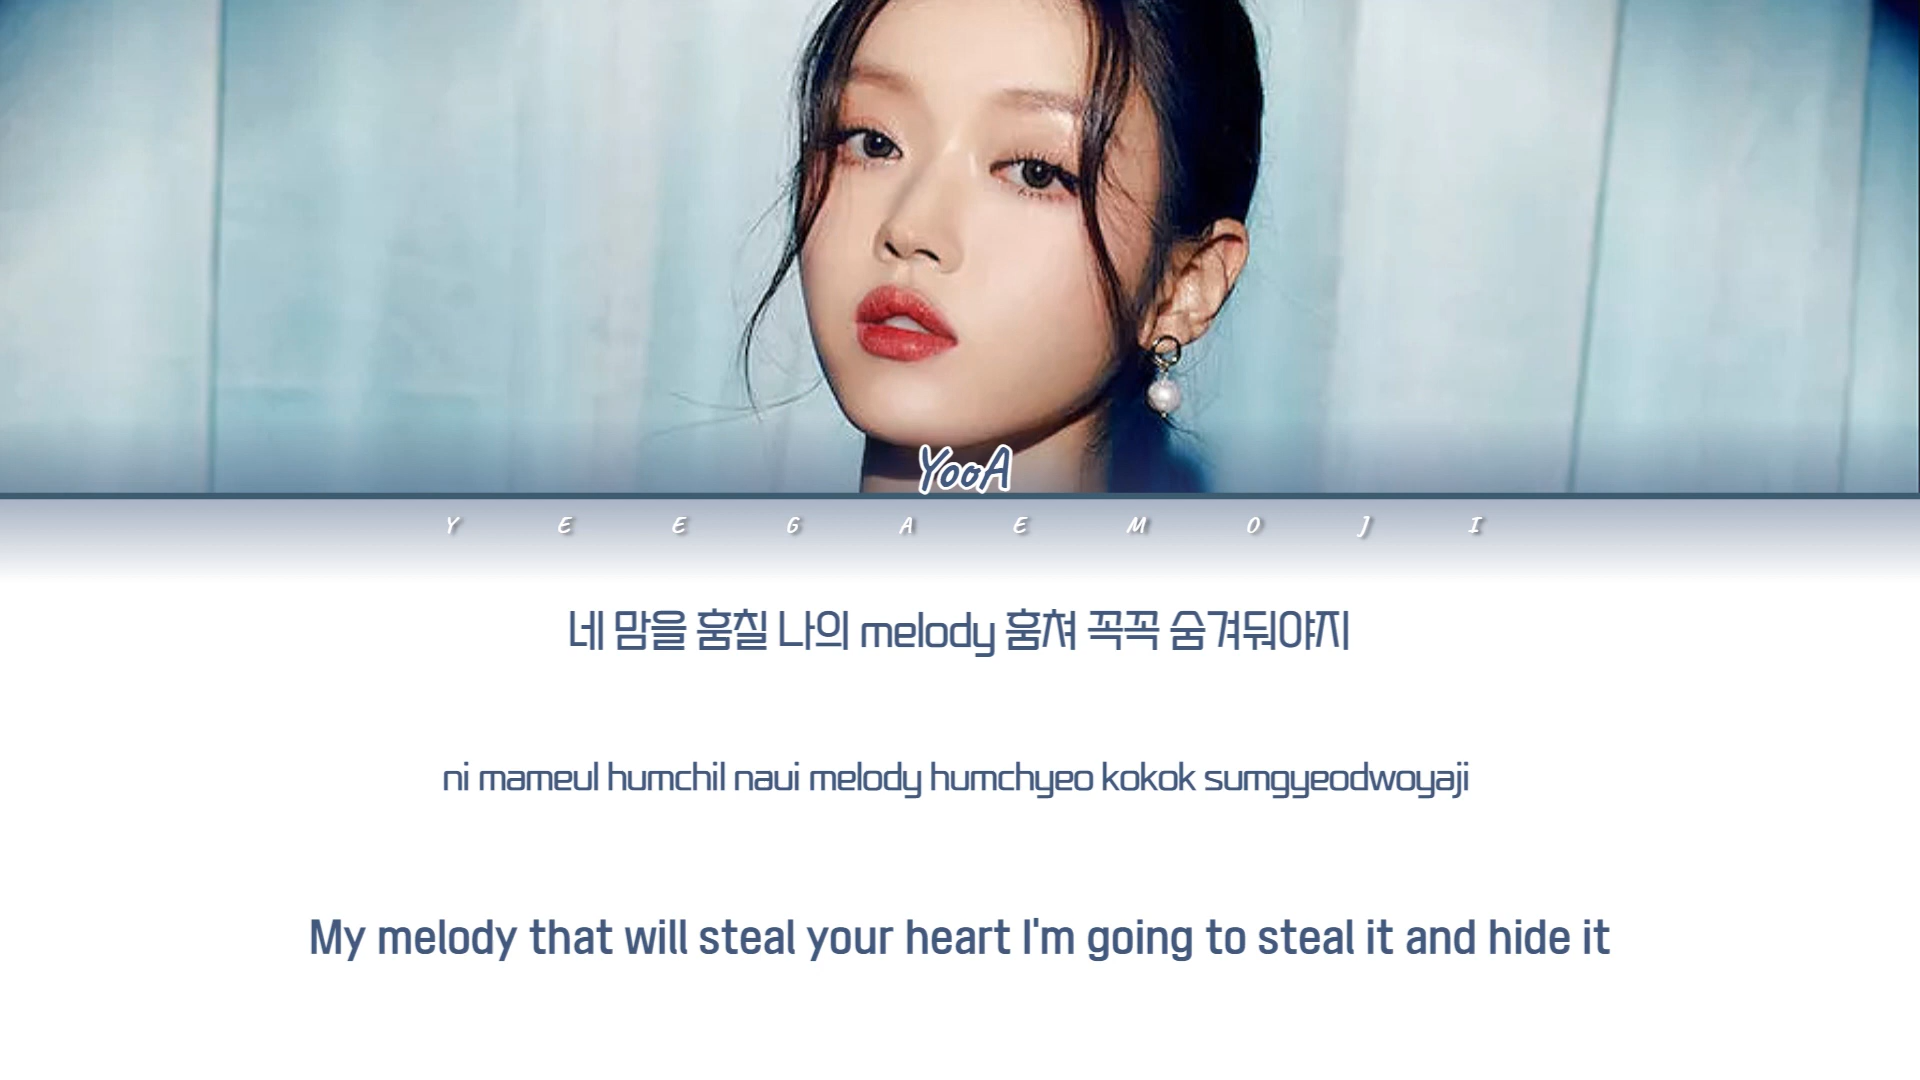 YooA
Y E E G A E M O J I
네 맘을 훔칠 나의 melody 훔쳐 꼭꼭 숨겨둬야지
ni mameul humchil naui melody humchyeo kokok sumgyeodwoyaji
My melody that will steal your heart I'm going to steal it and hide it